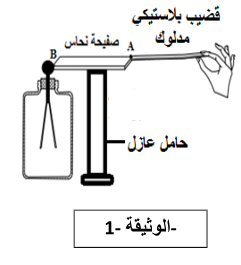 قضيب بلاستيكي
مدلوك
صفيحة نحاس
A
B
حامل عازل
الوثيقة -1-